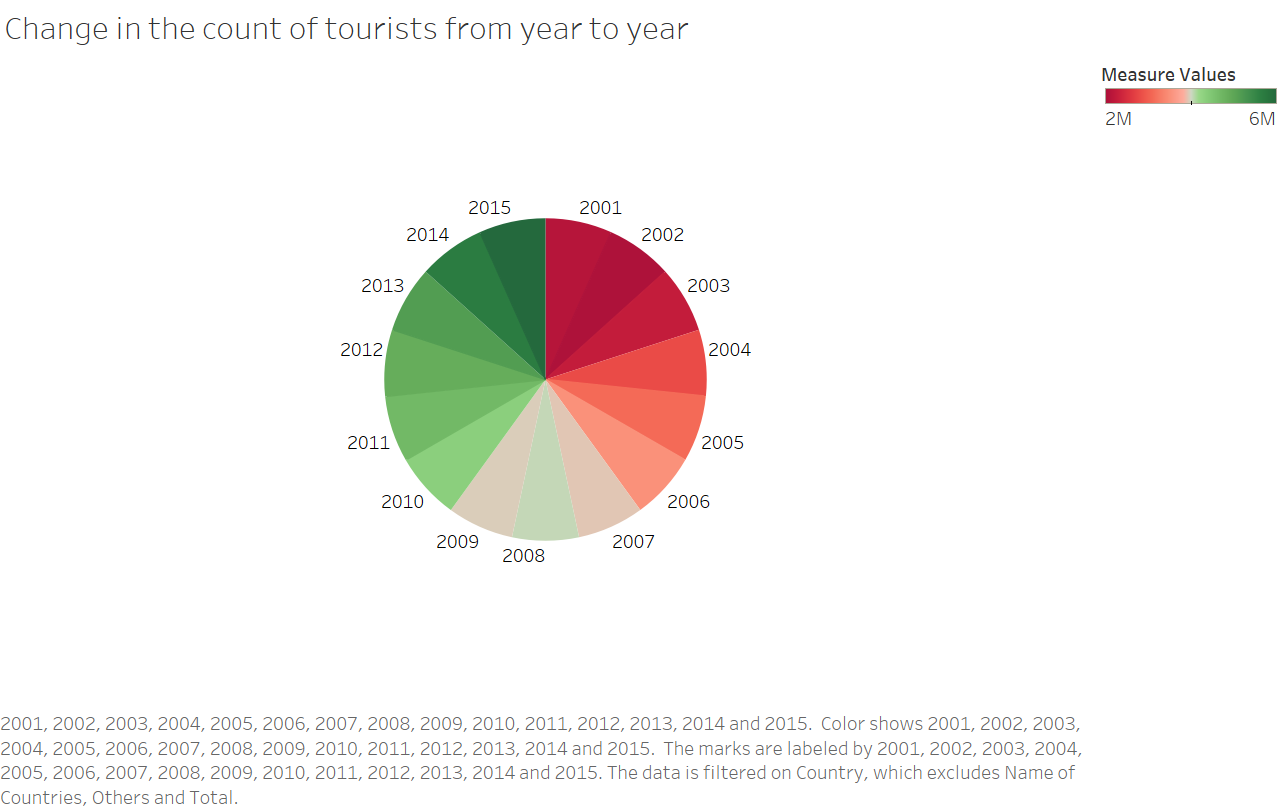 Change in the count of tourists from year to year
Measure Values
2M 6M
2015 2001
2014 2002
2013 2003
2012 2004
2011 2005
2010 2006
2009 2007
2008
2001, 2002, 2003, 2004, 2005, 2006, 2007, 2008, 2009, 2010, 2011, 2012, 2013, 2014 and 2015.  Color shows 2001, 2002, 2003,
2004, 2005, 2006, 2007, 2008, 2009, 2010, 2011, 2012, 2013, 2014 and 2015.  The marks are labeled by 2001, 2002, 2003, 2004,
2005, 2006, 2007, 2008, 2009, 2010, 2011, 2012, 2013, 2014 and 2015. The data is filtered on Country, which excludes Name of
Countries, Others and Total.